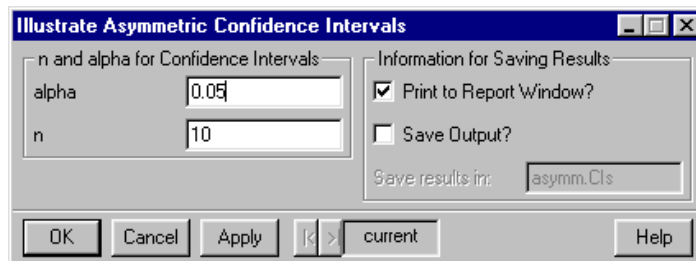 Illustrate Asymmetric Confidence Intervals
n and alpha for Confidence Intervals
alpha 0.05
n 10
Information for Saving Results
Print to Report Window?
Save Output?
Save results in: asymm.CIs
OK Cancel Apply |< >| current Help